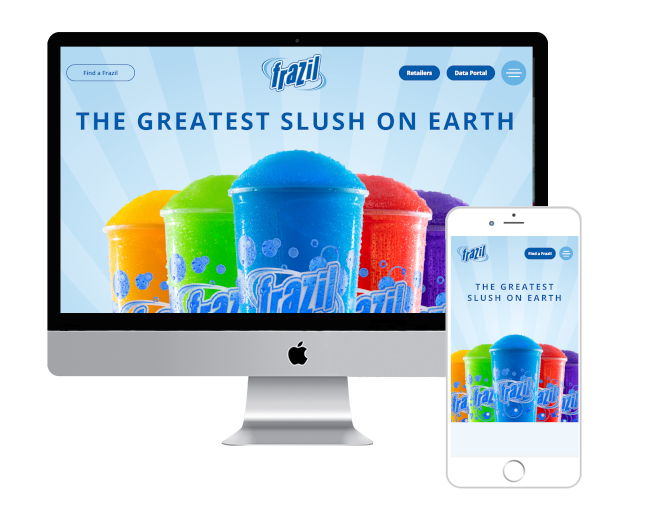 Find a Frazil
frazil
Retailers
Data Portal
THE GREATEST SLUSH ON EARTH
frazil
frazil
Find a Frazil
THE GREATEST
SLUSH ON EARTH
frazil